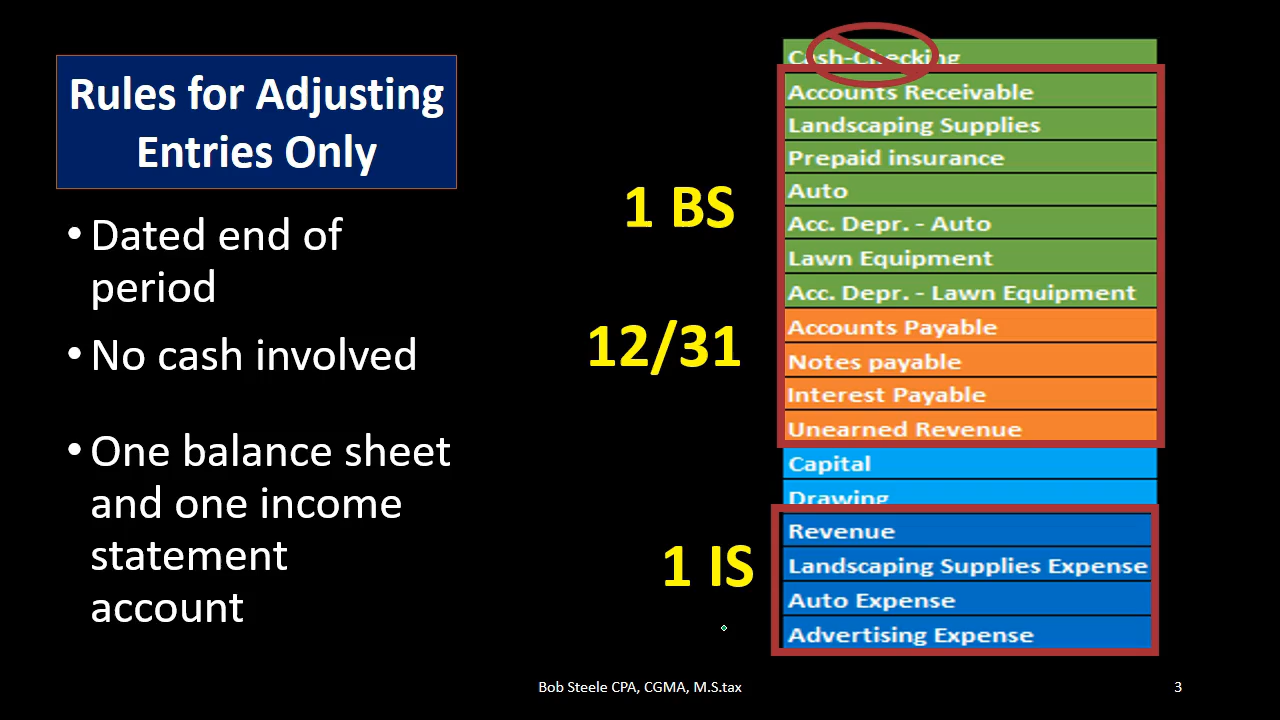 Rules for Adjusting
Entries Only
• Dated end of
period
• No cash involved
• One balance sheet
and one income
statement
account
1 BS
12/31
1 IS
Cash-Checking
Accounts Receivable
Landscaping Supplies
Prepaid insurance
Auto
Acc. Depr. - Auto
Lawn Equipment
Acc. Depr. - Lawn Equipment
Accounts Payable
Notes payable
Interest Payable
Unearned Revenue
Capital
Drawing
Revenue
Landscaping Supplies Expense
Auto Expense
Advertising Expense
Bob Steele CPA, CGMA, M.S.tax
3